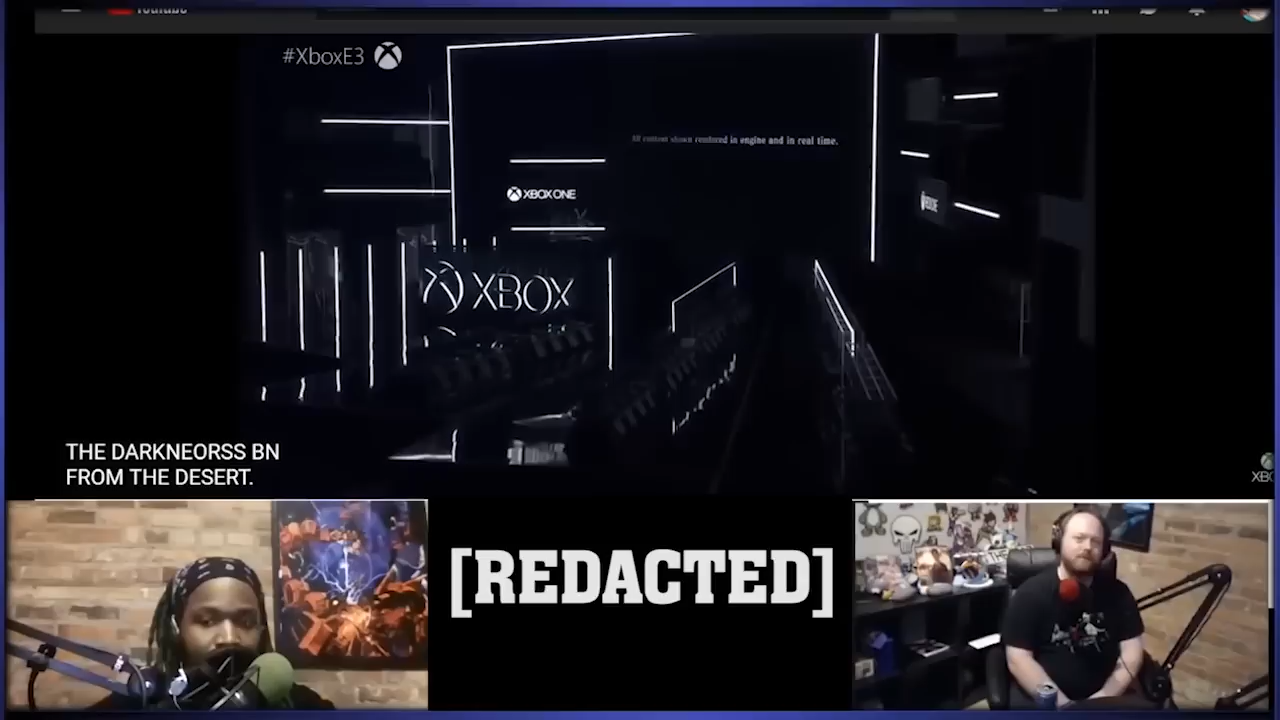 YouTube
#XboxE3
All content shown rendered in engine and in real time.
XBOX ONE
XBOX
THE DARKNEORSS BN
FROM THE DESERT.
[REDACTED]